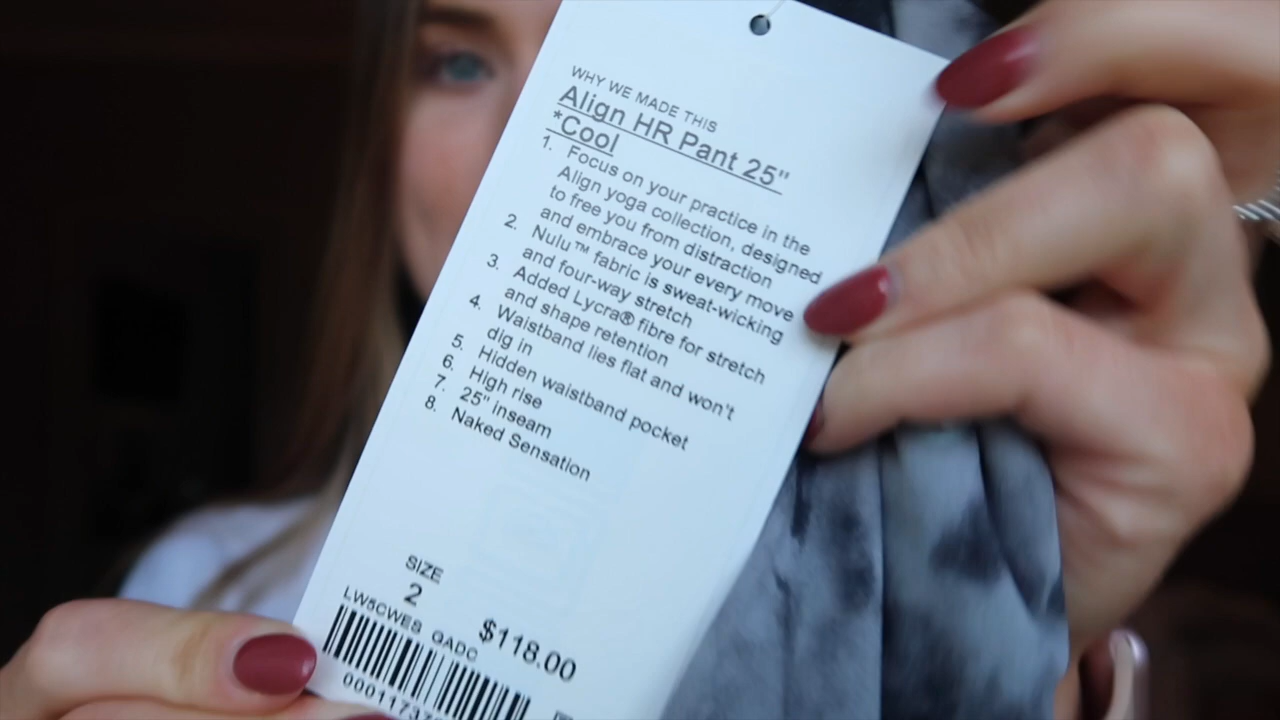 WHY WE MADE THIS
Align HR Pant 25"
*Cool
1. Focus on your practice in the
Align yoga collection, designed
to free you from distraction
and embrace your every move
2. Nulu™ fabric is sweat-wicking
and four-way stretch
3. Added Lycra® fibre for stretch
and shape retention
4. Waistband lies flat and won't
dig in
5. Hidden waistband pocket
6. High rise
7. 25" inseam
8. Naked Sensation
SIZE
2
$118.00
LW5CWES GADC